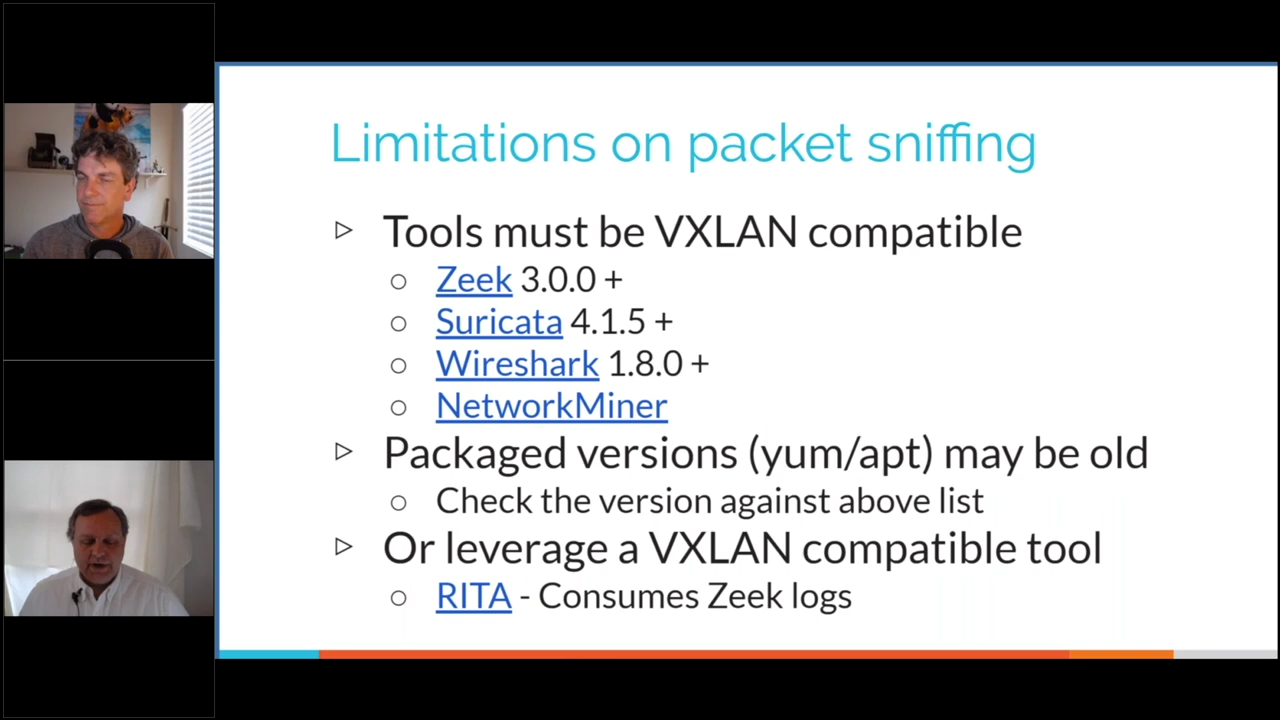 Limitations on packet sniffing
Tools must be VXLAN compatible
Zeek 3.0.0 +
Suricata 4.1.5 +
Wireshark 1.8.0 +
NetworkMiner
Packaged versions (yum/apt) may be old
Check the version against above list
Or leverage a VXLAN compatible tool
RITA - Consumes Zeek logs